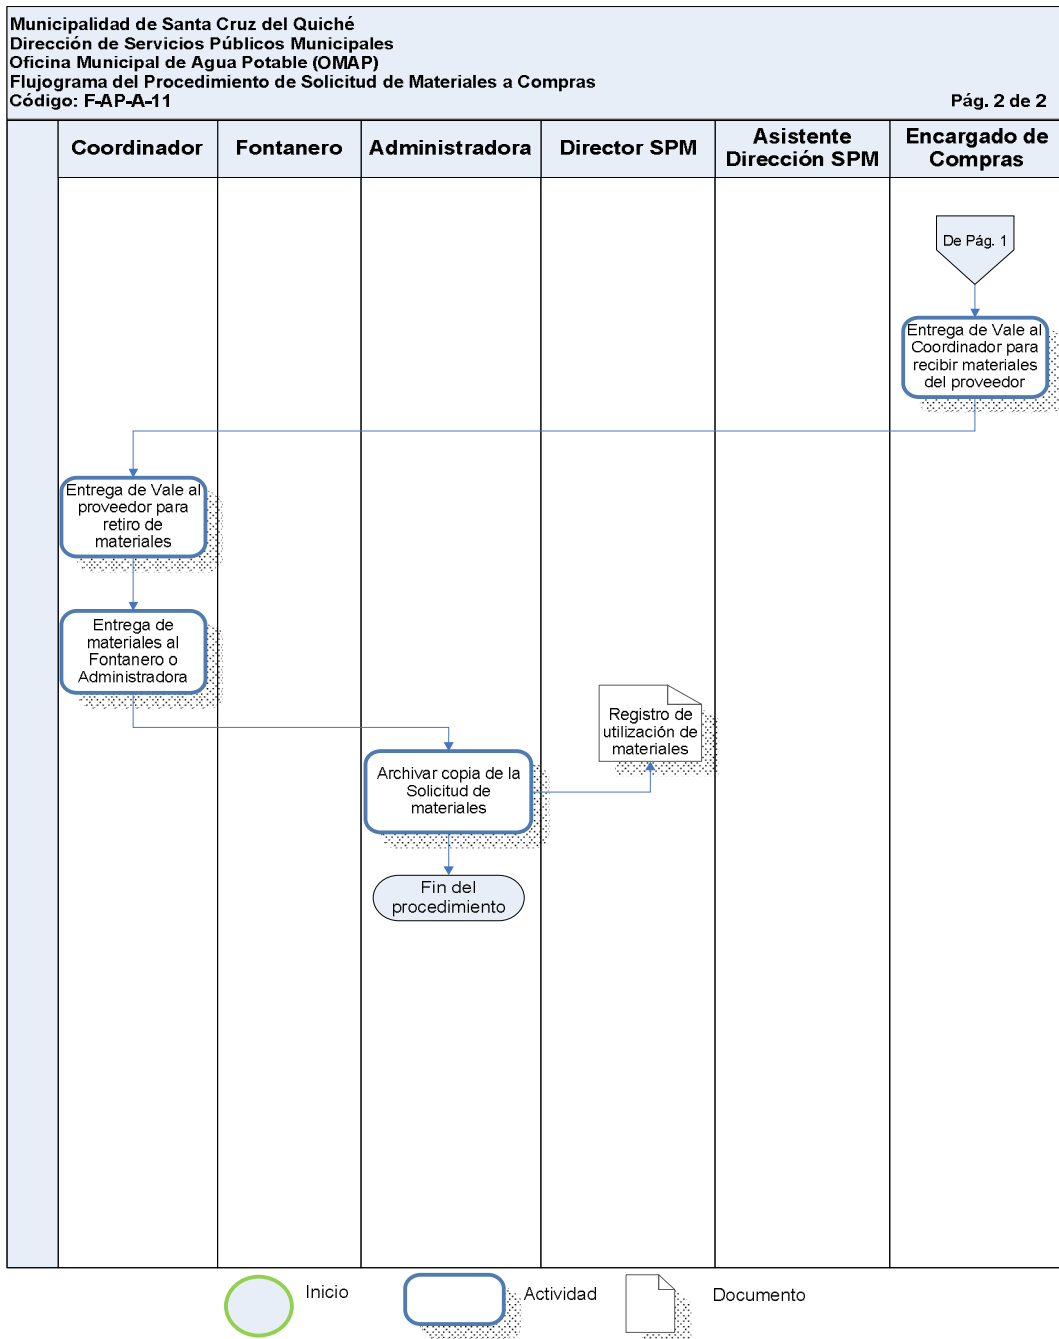 Municipalidad de Santa Cruz del Quiché
Dirección de Servicios Públicos Municipales
Oficina Municipal de Agua Potable (OMAP)
Flujograma del Procedimiento de Solicitud de Materiales a Compras
Código: F-AP-A-11
Pág. 2 de 2
Coordinador
Fontanero
Administradora
Director SPM
Asistente
Dirección SPM
Encargado de
Compras
De Pág. 1
Entrega de Vale al
Coordinador para
recibir materiales
del proveedor
Entrega de Vale al
proveedor para
retiro de
materiales
Entrega de
materiales al
Fontanero o
Administradora
Registro de
utilización de
materiales
Archivar copia de la
Solicitud de
materiales
Fin del
procedimiento
Inicio
Actividad
Documento